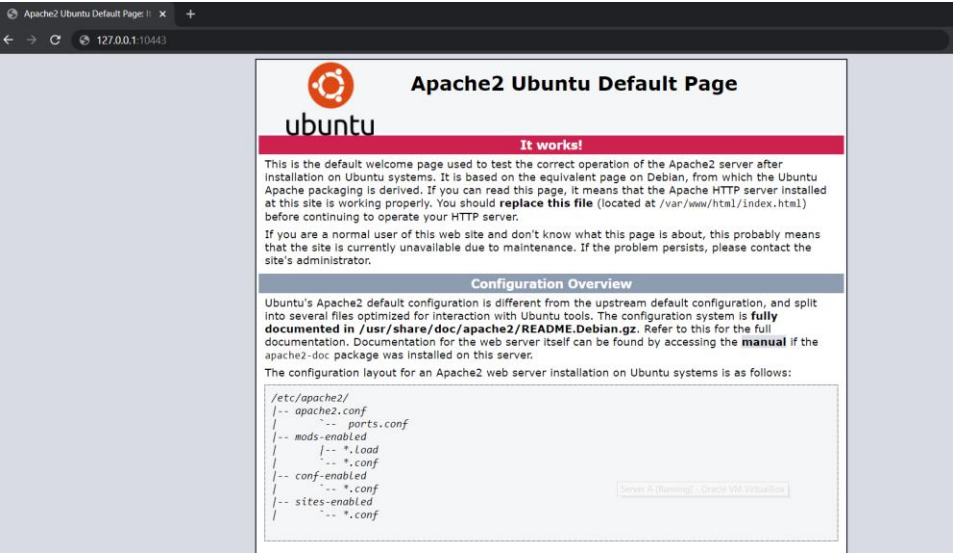 Apache2 Ubuntu Default Page: It
127.0.0.1:10443
ubuntu
Apache2 Ubuntu Default Page
It works!
This is the default welcome page used to test the correct operation of the Apache2 server after
installation on Ubuntu systems. It is based on the equivalent page on Debian, from which the Ubuntu
Apache packaging is derived. If you can read this page, it means that the Apache HTTP server installed
at this site is working properly. You should replace this file (located at /var/www/html/index.html)
before continuing to operate your HTTP server.
If you are a normal user of this web site and don't know what this page is about, this probably means
that the site is currently unavailable due to maintenance. If the problem persists, please contact the
site's administrator.
Configuration Overview
Ubuntu's Apache2 default configuration is different from the upstream default configuration, and split
into several files optimized for interaction with Ubuntu tools. The configuration system is fully
documented in /usr/share/doc/apache2/README.Debian.gz. Refer to this for the full
documentation. Documentation for the web server itself can be found by accessing the manual if the
apache2-doc package was installed on this server.
The configuration layout for an Apache2 web server installation on Ubuntu systems is as follows:
/etc/apache2/
|-- apache2.conf
|       `--  ports.conf
|-- mods-enabled
|       |-- *.load
|       `-- *.conf
|-- conf-enabled
|       `-- *.conf
|-- sites-enabled
|       `-- *.conf
Server A [Running] - Oracle VM VirtualBox